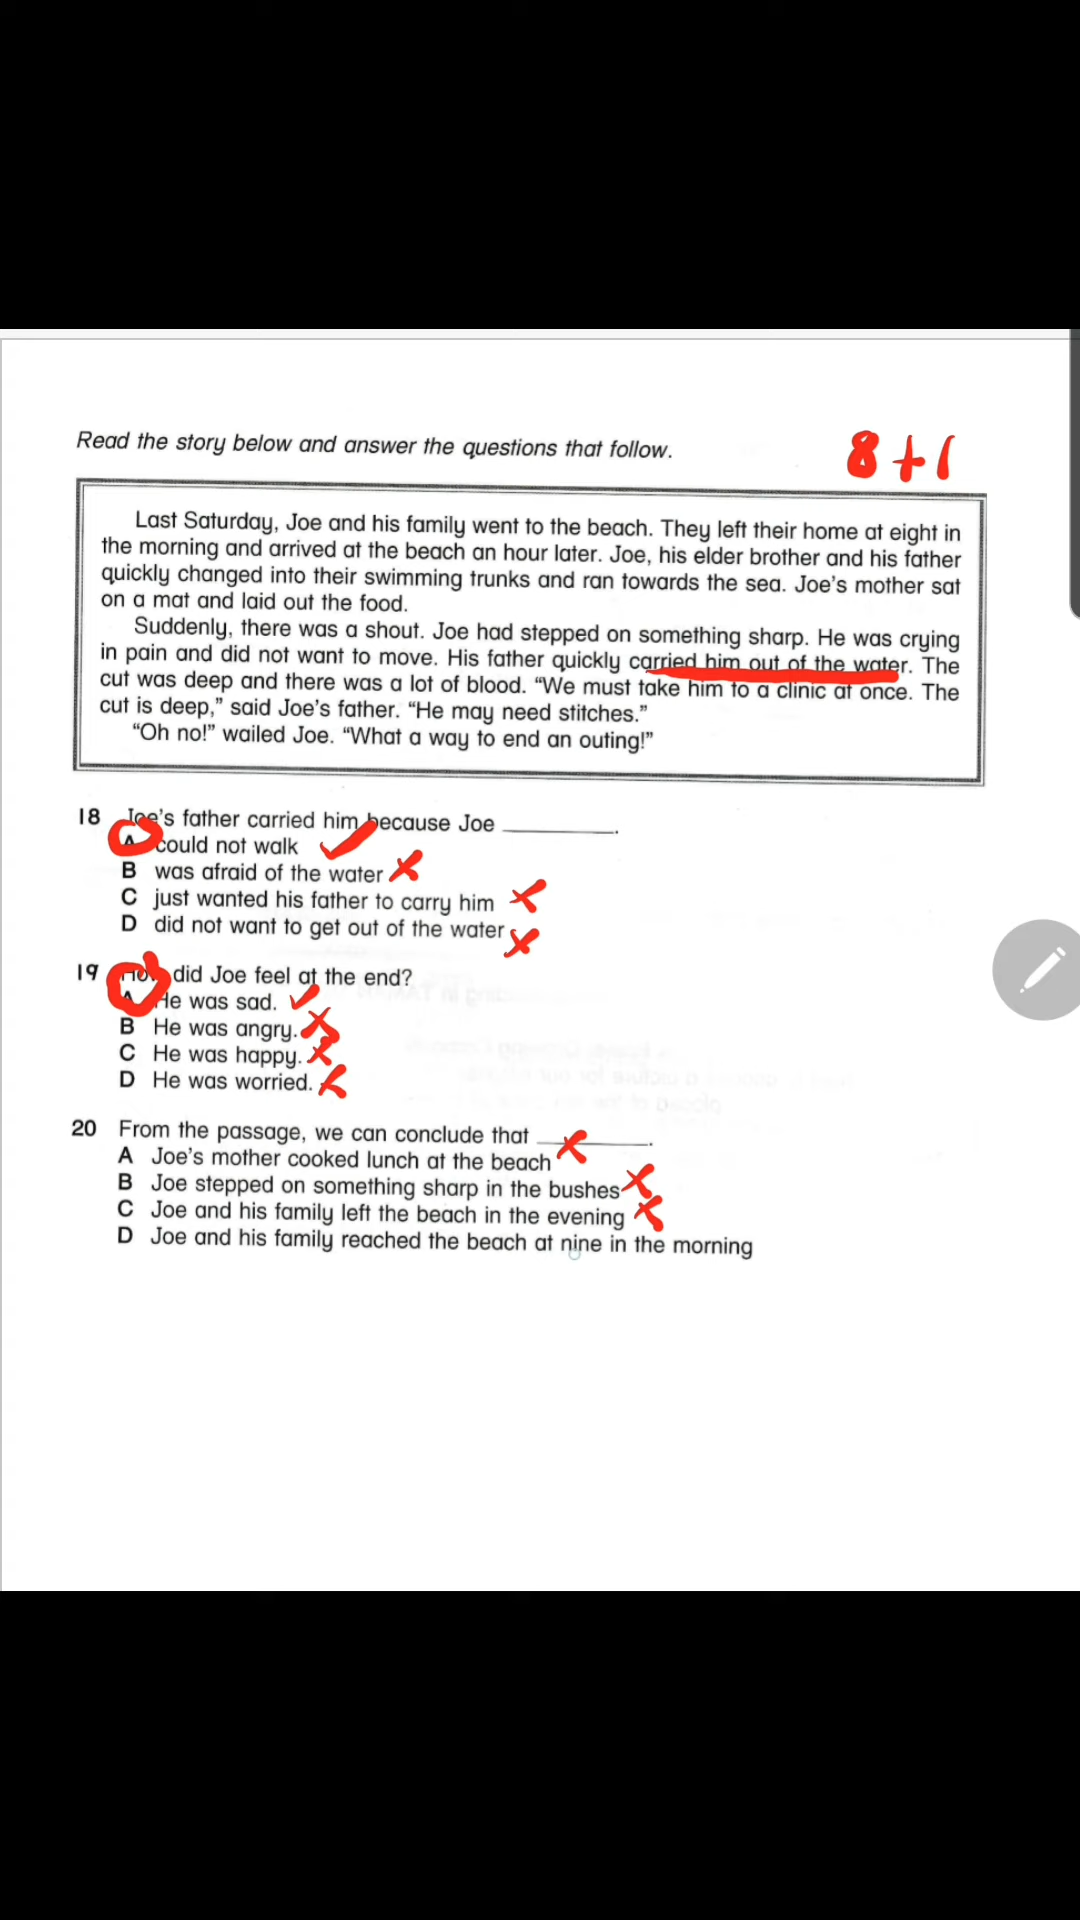 Read the story below and answer the questions that follow.
8+1
Last Saturday, Joe and his family went to the beach. They left their home at eight in
the morning and arrived at the beach an hour later. Joe, his elder brother and his father
quickly changed into their swimming trunks and ran towards the sea. Joe's mother sat
on a mat and laid out the food.
Suddenly, there was a shout. Joe had stepped on something sharp. He was crying
in pain and did not want to move. His father quickly carried him out of the water. The
cut was deep and there was a lot of blood. “We must take him to a clinic at once. The
cut is deep,” said Joe's father. “He may need stitches.”
“Oh no!” wailed Joe. “What a way to end an outing!”
18 Joe's father carried him because Joe ________.
A could not walk
B was afraid of the water
C just wanted his father to carry him
D did not want to get out of the water
19 How did Joe feel at the end?
A He was sad.
B He was angry.
C He was happy.
D He was worried.
20 From the passage, we can conclude that ________.
A Joe's mother cooked lunch at the beach
B Joe stepped on something sharp in the bushes
C Joe and his family left the beach in the evening
D Joe and his family reached the beach at nine in the morning